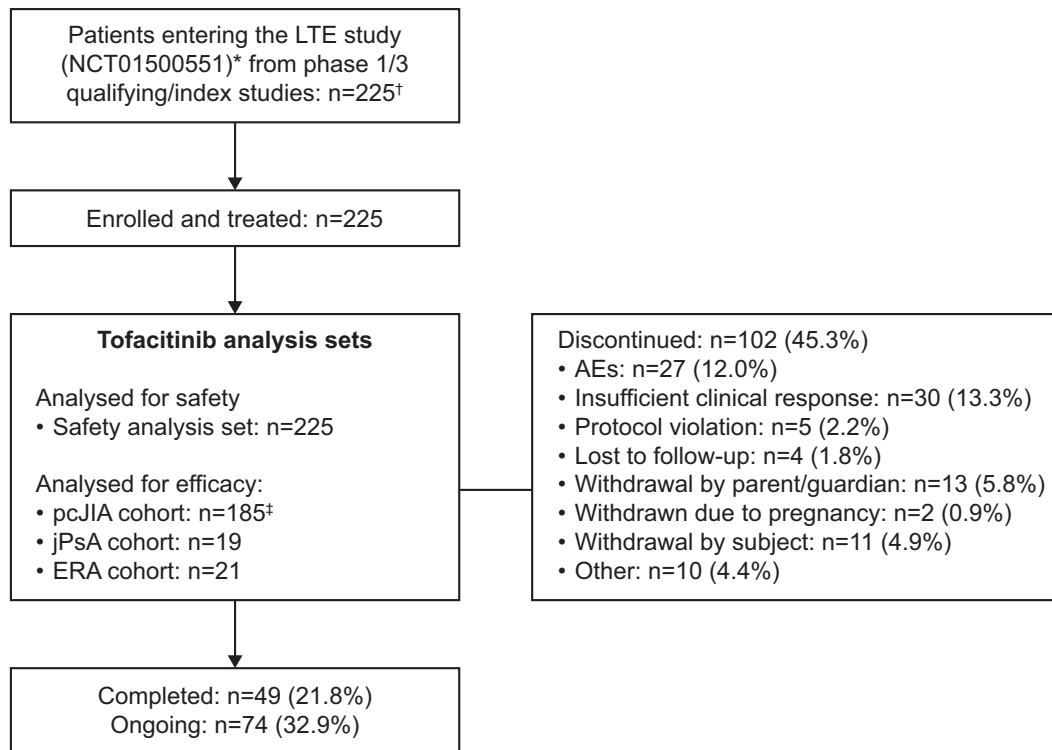 Patients entering the LTE study
(NCT01500551)* from phase 1/3
qualifying/index studies: n=225†
Enrolled and treated: n=225
Tofacitinib analysis sets
Analysed for safety
• Safety analysis set: n=225
Analysed for efficacy:
• pcJIA cohort: n=185‡
• jPsA cohort: n=19
• ERA cohort: n=21
Discontinued: n=102 (45.3%)
• AEs: n=27 (12.0%)
• Insufficient clinical response: n=30 (13.3%)
• Protocol violation: n=5 (2.2%)
• Lost to follow-up: n=4 (1.8%)
• Withdrawal by parent/guardian: n=13 (5.8%)
• Withdrawn due to pregnancy: n=2 (0.9%)
• Withdrawal by subject: n=11 (4.9%)
• Other: n=10 (4.4%)
Completed: n=49 (21.8%)
Ongoing: n=74 (32.9%)